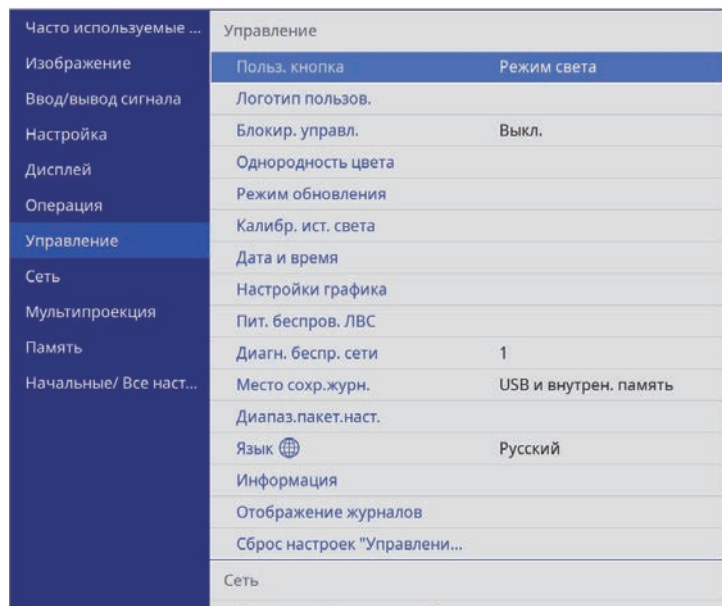 Часто используемые ...
Изображение
Ввод/вывод сигнала
Настройка
Дисплей
Операция
Управление
Сеть
Мультипроекция
Память
Начальные/ Все наст...
Управление
Польз. кнопка Режим света
Логотип пользов.
Блокир. управл. Выкл.
Однородность цвета
Режим обновления
Калибр. ист. света
Дата и время
Настройки графика
Пит. беспров. ЛВС
Диагн. беспр. сети 1
Место сохр.журн. USB и внутрен. память
Диапаз.пакет.наст.
Язык Русский
Информация
Отображение журналов
Сброс настроек "Управлени...
Сеть